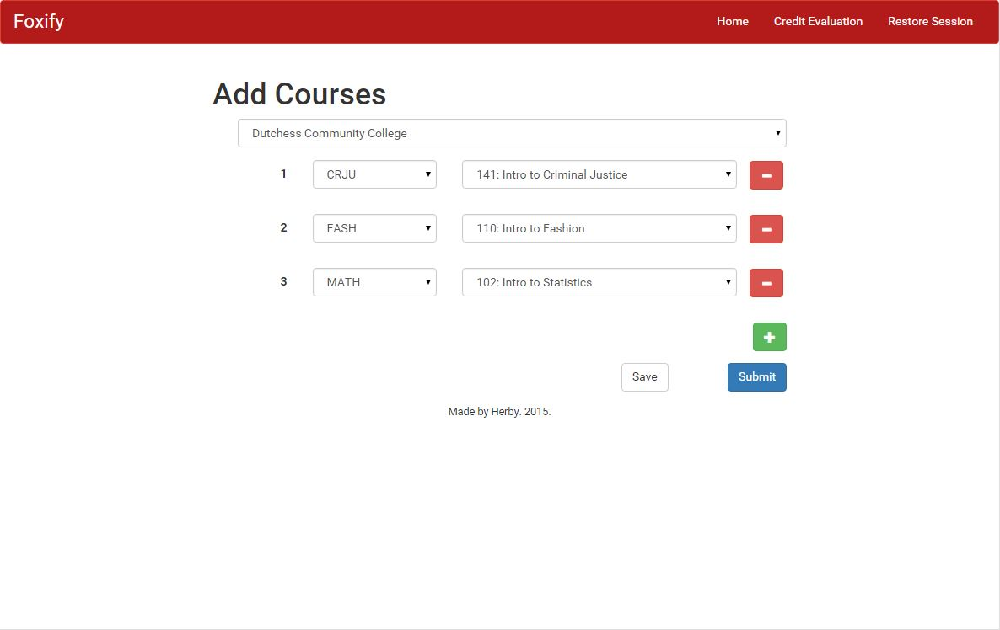 Foxify Home Credit Evaluation Restore Session
Add Courses
Dutchess Community College
1 CRJU 141: Intro to Criminal Justice
2 FASH 110: Intro to Fashion
3 MATH 102: Intro to Statistics
Save Submit
Made by Herby. 2015.